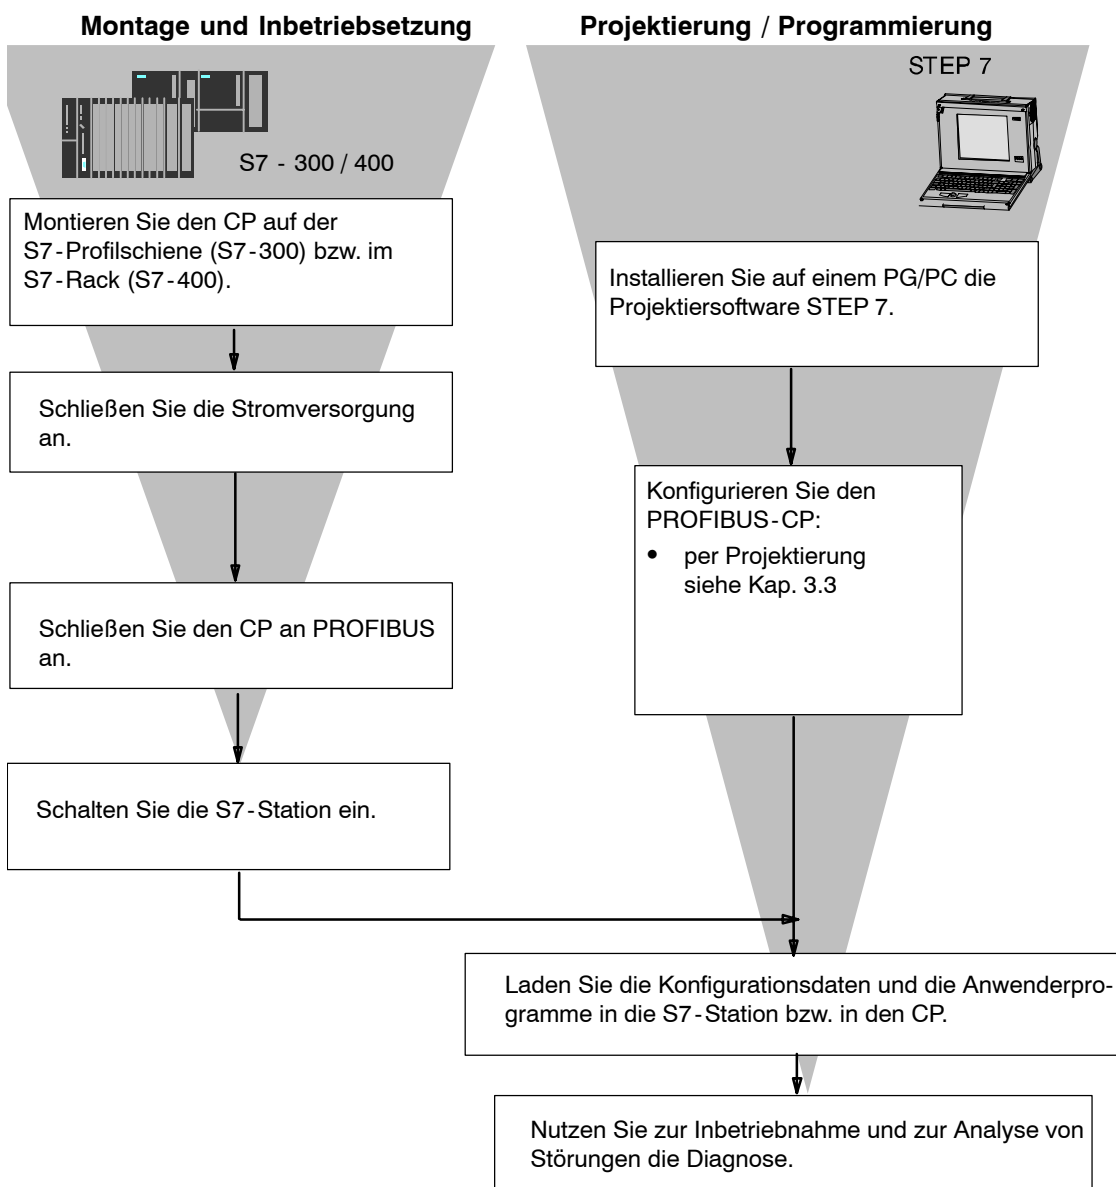 Montage und Inbetriebsetzung
Projektierung / Programmierung
STEP 7
S7 - 300 / 400
Montieren Sie den CP auf der
S7-Profilschiene (S7-300) bzw. im
S7-Rack (S7-400).
Installieren Sie auf einem PG/PC die
Projektiersoftware STEP 7.
Schließen Sie die Stromversorgung
an.
Konfigurieren Sie den
PROFIBUS-CP:
• per Projektierung
siehe Kap. 3.3
Schließen Sie den CP an PROFIBUS
an.
Schalten Sie die S7-Station ein.
Laden Sie die Konfigurationsdaten und die Anwenderpro-
gramme in die S7-Station bzw. in den CP.
Nutzen Sie zur Inbetriebnahme und zur Analyse von
Störungen die Diagnose.